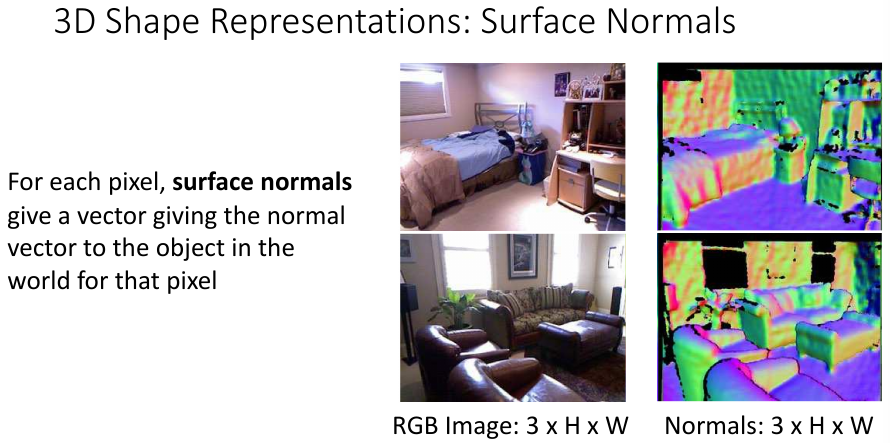 3D Shape Representations: Surface Normals
For each pixel, surface normals
give a vector giving the normal
vector to the object in the
world for that pixel
RGB Image: 3 x H x W
Normals: 3 x H x W